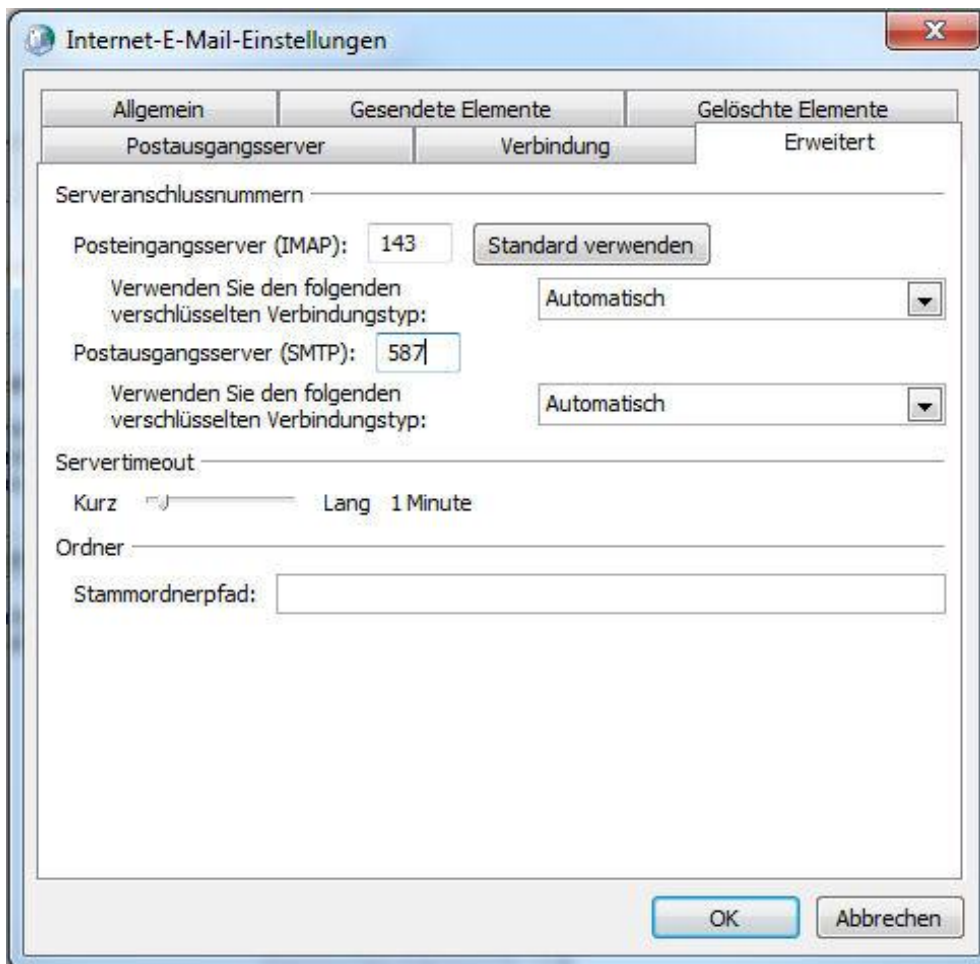 Internet-E-Mail-Einstellungen
Allgemein Gesendete Elemente Gelöschte Elemente
Postausgangsserver Verbindung Erweitert
Serveranschlussnummern
Posteingangsserver (IMAP): 143 Standard verwenden
Verwenden Sie den folgenden
verschlüsselten Verbindungstyp: Automatisch
Postausgangsserver (SMTP): 587
Verwenden Sie den folgenden
verschlüsselten Verbindungstyp: Automatisch
Servertimeout
Kurz Lang 1 Minute
Ordner
Stammordnerpfad:
OK Abbrechen